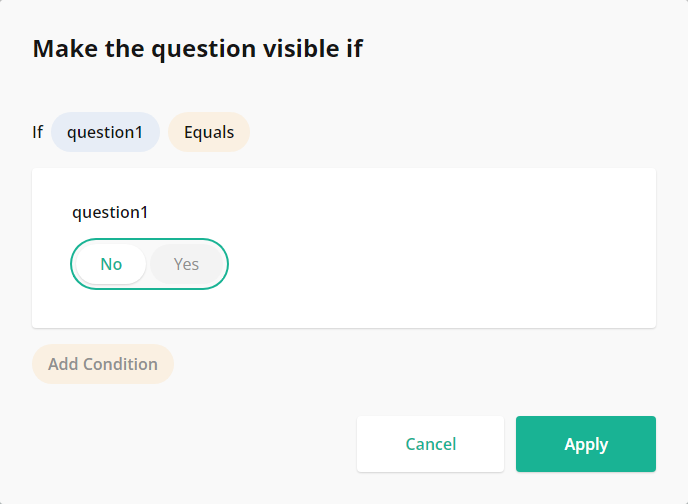 Make the question visible if
If question1 Equals
question1
No Yes
Add Condition
Cancel Apply